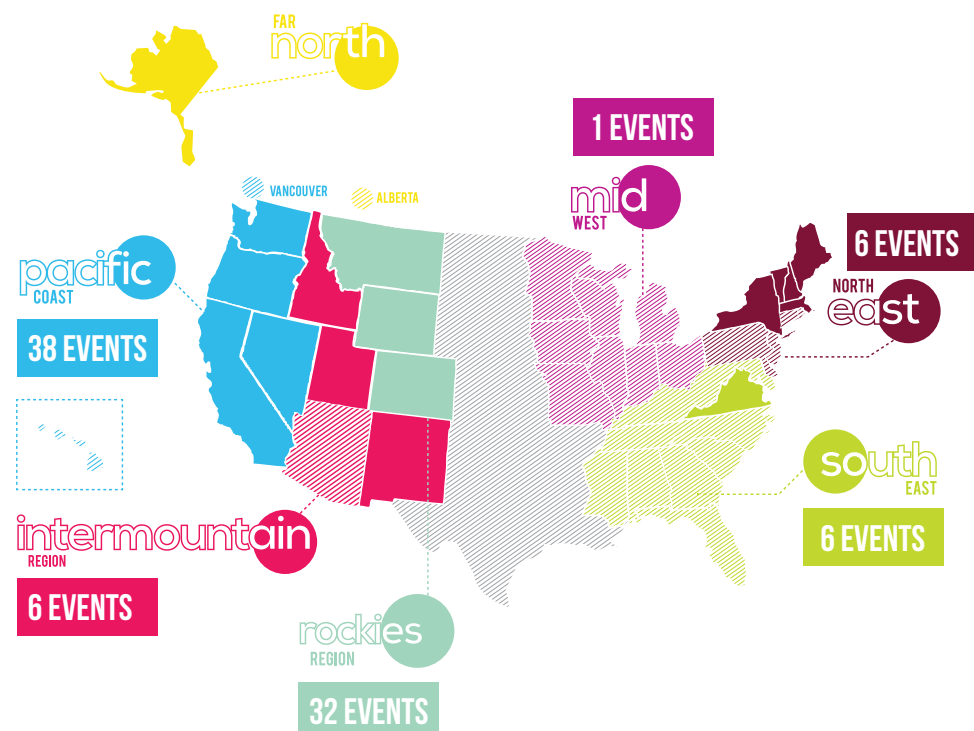 FAR
north
1 EVENTS
mid
WEST
VANCOUVER
ALBERTA
6 EVENTS
NORTH
east
pacific
COAST
38 EVENTS
south
EAST
6 EVENTS
intermountain
REGION
6 EVENTS
rockies
REGION
32 EVENTS